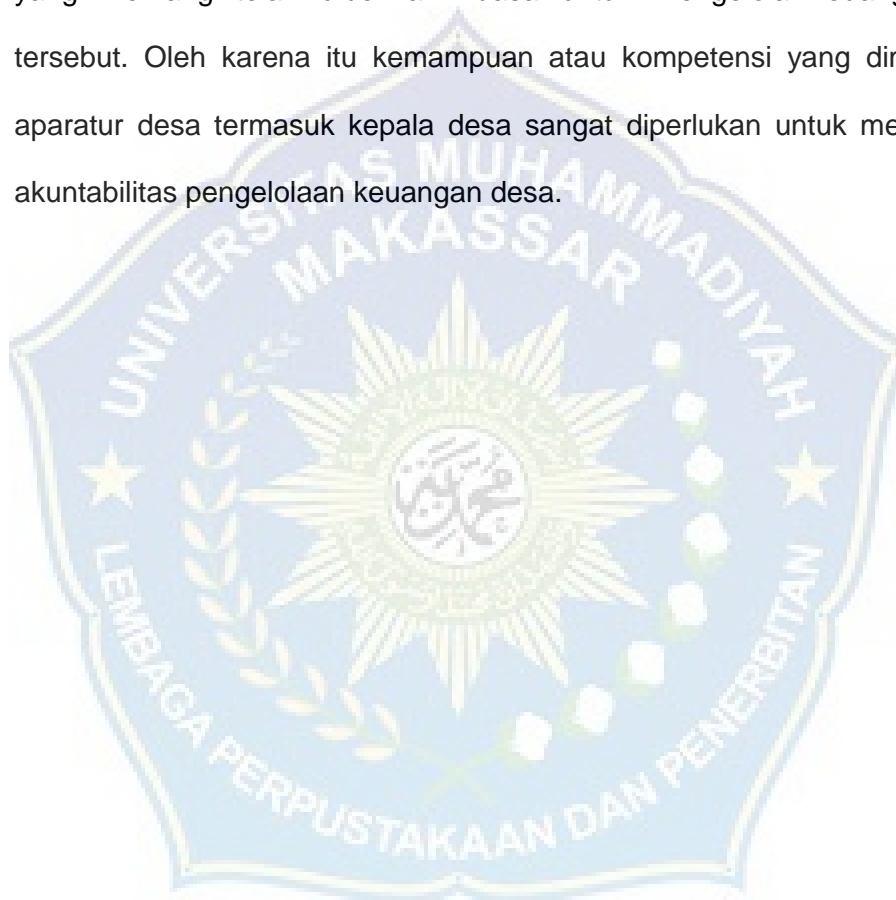 tersebut. Oleh karena itu kemampuan atau kompetensi yang
aparatur desa termasuk kepala desa sangat diperlukan untuk
akuntabilitas pengelolaan keuangan desa.
UNIVERSITAS MUHAMMADIYAH
MAKASSAR
LEMBAGA PERPUSTAKAAN DAN PENERBITAN